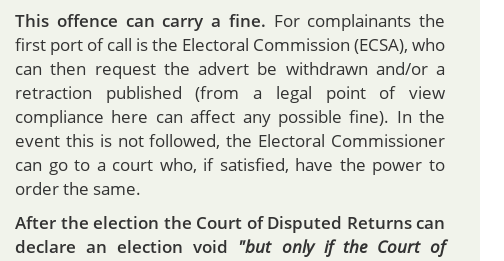 This offence can carry a fine. For complainants the
first port of call is the Electoral Commission (ECSA), who
can then request the advert be withdrawn and/or a
retraction published (from a legal point of view
compliance here can affect any possible fine). In the
event this is not followed, the Electoral Commissioner
can go to a court who, if satisfied, have the power to
order the same.
After the election the Court of Disputed Returns can
declare an election void "but only if the Court of